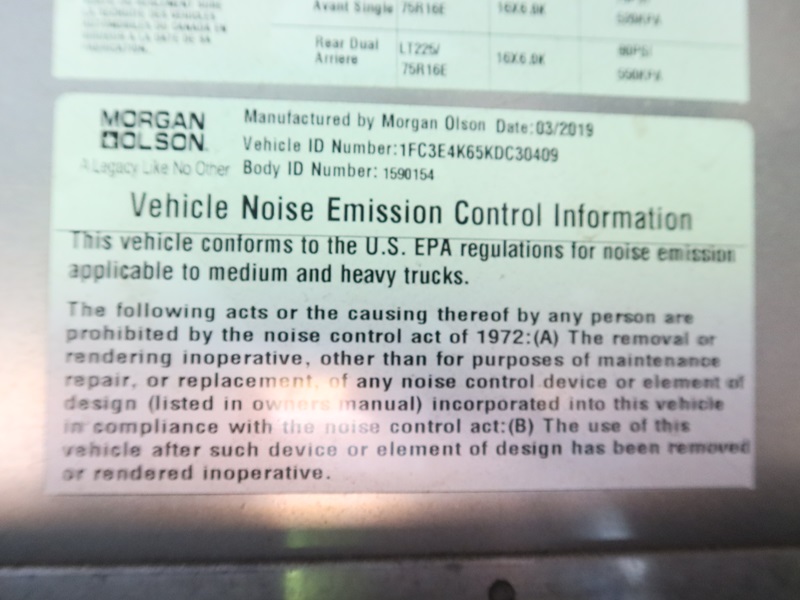 Avant Single 75R16E 16X6.0K
Rear Dual LT225/ 16X6.0K 80PSI
Arriere 75R16E 550KPA
MORGAN
OLSON
A Legacy Like No Other
Manufactured by Morgan Olson Date:03/2019
Vehicle ID Number:1FC3E4K65KDC30409
Body ID Number: 1590154
Vehicle Noise Emission Control Information
This vehicle conforms to the U.S. EPA regulations for noise emission
applicable to medium and heavy trucks.
The following acts or the causing thereof by any person are
prohibited by the noise control act of 1972:(A) The removal or
rendering inoperative, other than for purposes of maintenance
repair, or replacement, of any noise control device or element of
design (listed in owners manual) incorporated into this vehicle
in compliance with the noise control act:(B) The use of this
vehicle after such device or element of design has been removed
or rendered inoperative.